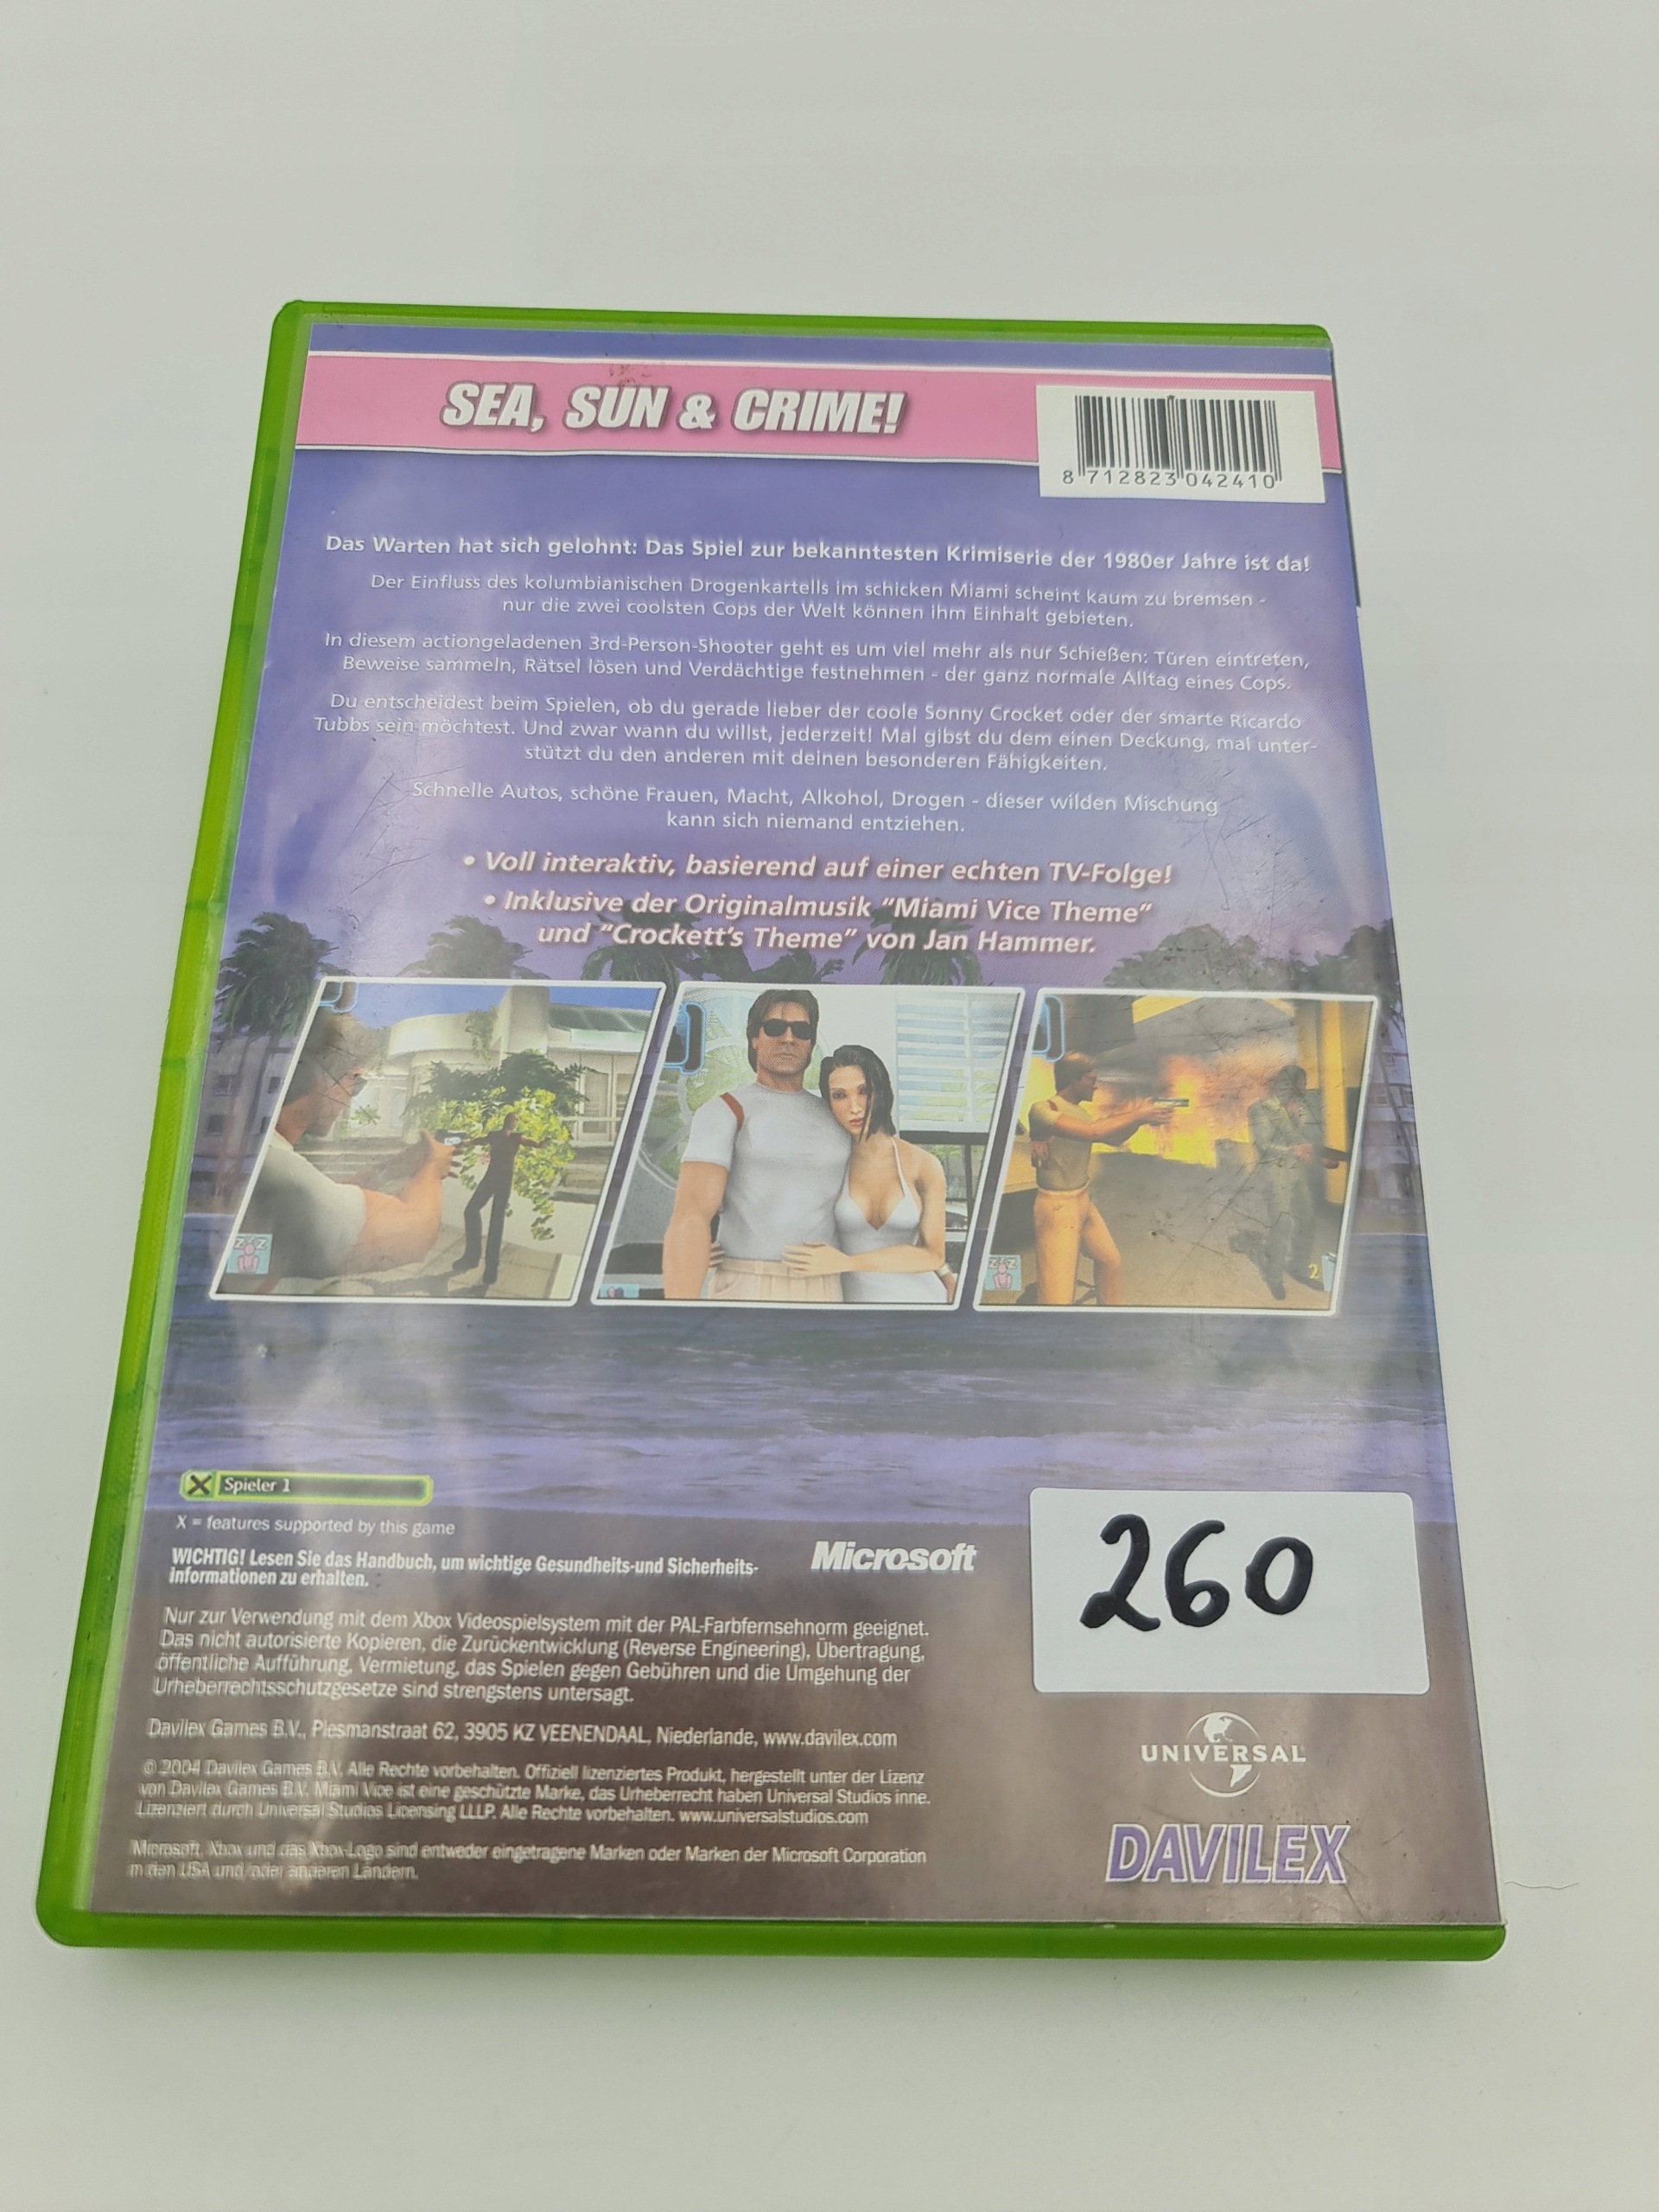 SEA, SUN & CRIME!
8 712823 042410
Das Warten hat sich gelohnt: Das Spiel zur bekanntesten Krimiserie der 1980er Jahre ist da!
Der Einfluss des kolumbianischen Drogenkartells im schicken Miami scheint kaum zu bremsen -
nur die zwei coolsten Cops der Welt können ihm Einhalt gebieten.
In diesem actiongeladenen 3rd-Person-Shooter geht es um viel mehr als nur Schießen: Türen eintreten,
Beweise sammeln, Rätsel lösen und Verdächtige festnehmen - der ganz normale Alltag eines Cops.
Du entscheidest beim Spielen, ob du gerade lieber der coole Sonny Crocket oder der smarte Ricardo
Tubbs sein möchtest. Und zwar wann du willst, jederzeit! Mal gibst du dem einen Deckung, mal unter-
stützt du den anderen mit deinen besonderen Fähigkeiten.
Schnelle Autos, schöne Frauen, Macht, Alkohol, Drogen - dieser wilden Mischung
kann sich niemand entziehen.
• Voll interaktiv, basierend auf einer echten TV-Folge!
• Inklusive der Originalmusik "Miami Vice Theme"
und "Crockett's Theme" von Jan Hammer.
zzZ
zzZ
2
X Spieler 1
X = features supported by this game
WICHTIG! Lesen Sie das Handbuch, um wichtige Gesundheits-und Sicherheits-
informationen zu erhalten.
Microsoft
260
Nur zur Verwendung mit dem Xbox Videospielsystem mit der PAL-Farbfernsehnorm geeignet.
Das nicht autorisierte Kopieren, die Zurückentwicklung (Reverse Engineering), Übertragung,
öffentliche Aufführung, Vermietung, das Spielen gegen Gebühren und die Umgehung der
Urheberrechtsschutzgesetze sind strengstens untersagt.
Davilex Games B.V., Plesmanstraat 62, 3905 KZ VEENENDAAL, Niederlande, www.davilex.com
© 2004 Davilex Games B.V. Alle Rechte vorbehalten. Offiziell lizenziertes Produkt, hergestellt unter der Lizenz
von Davilex Games B.V. Miami Vice ist eine geschützte Marke, das Urheberrecht haben Universal Studios inne.
Lizenziert durch Universal Studios Licensing LLLP. Alle Rechte vorbehalten. www.universalstudios.com
Microsoft, Xbox und das Xbox-Logo sind entweder eingetragene Marken oder Marken der Microsoft Corporation
in den USA und/oder anderen Ländern.
UNIVERSAL
DAVILEX